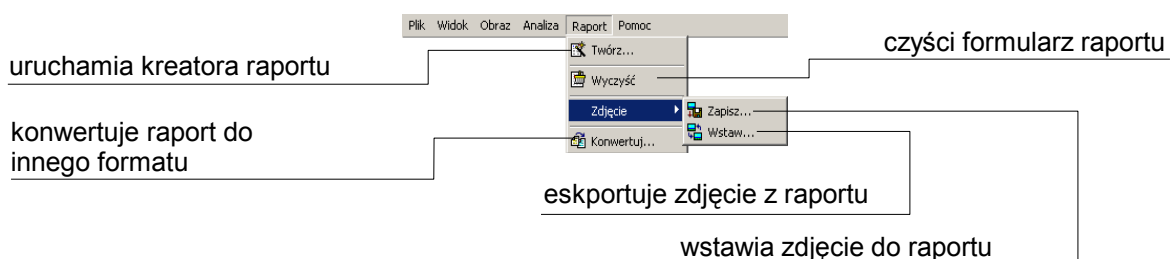 Plik Widok Obraz Analiza Raport Pomoc
Twórz...
czyści formularz raportu
uruchamia kreatora raportu
Wyczyść
Zdjęcie
Zapisz...
konwertuje raport do
innego formatu
Wstaw...
Konwertuj...
eskportuje zdjęcie z raportu
wstawia zdjęcie do raportu